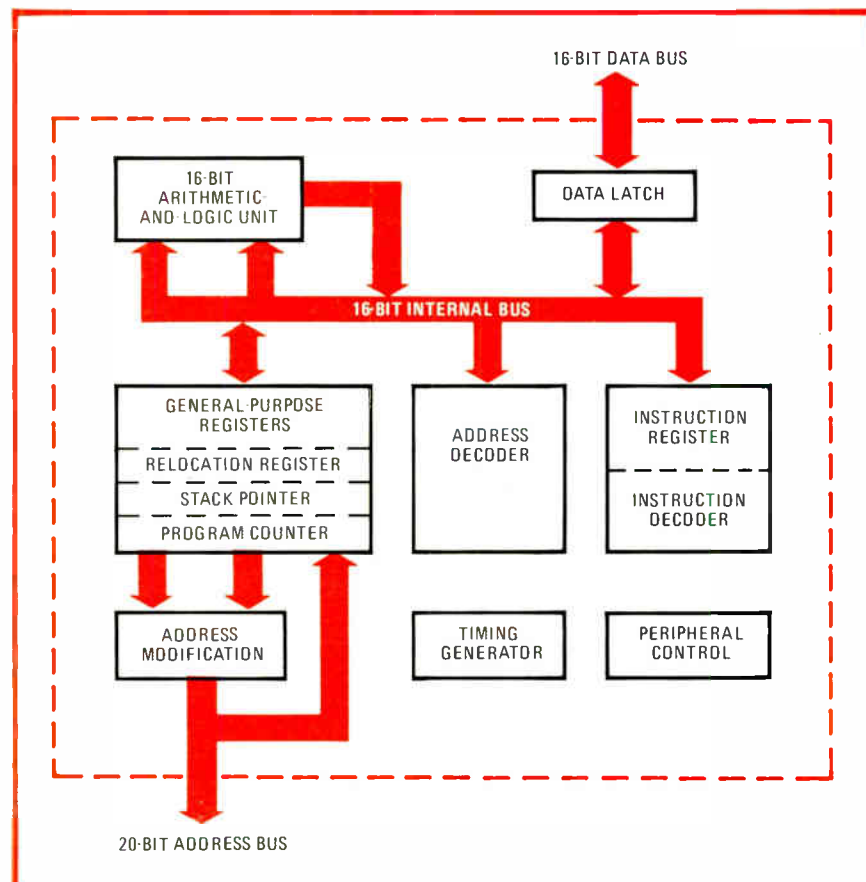 16-BIT DATA BUS
16-BIT
ARITHMETIC-
AND-LOGIC UNIT
DATA LATCH
16-BIT INTERNAL BUS
GENERAL-PURPOSE
REGISTERS
RELOCATION REGISTER
STACK POINTER
PROGRAM COUNTER
ADDRESS
DECODER
INSTRUCTION
REGISTER
INSTRUCTION
DECODER
ADDRESS
MODIFICATION
TIMING
GENERATOR
PERIPHERAL
CONTROL
20-BIT ADDRESS BUS